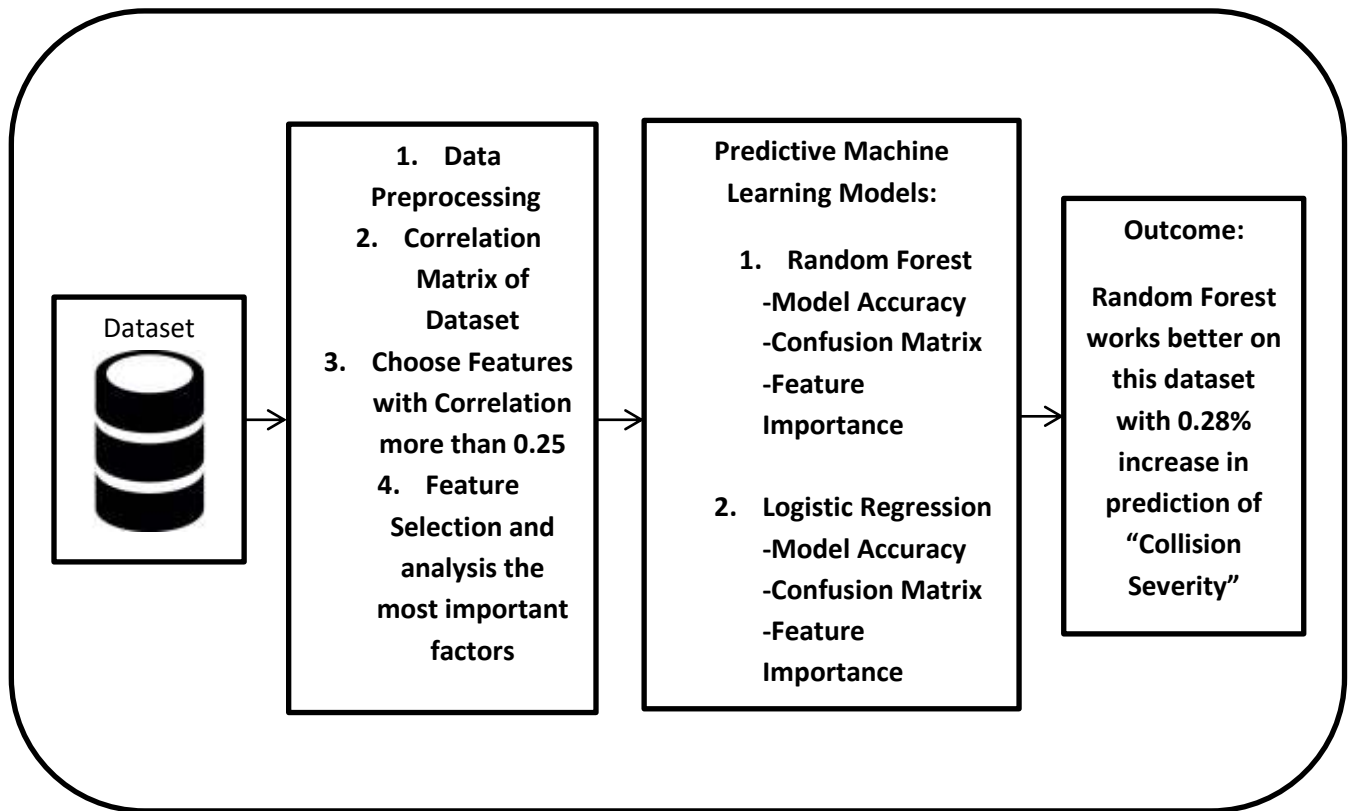 Dataset
1. Data
Preprocessing
2. Correlation
Matrix of
Dataset
3. Choose Features
with Correlation
more than 0.25
4. Feature
Selection and
analysis the
most important
factors
Predictive Machine
Learning Models:
1. Random Forest
-Model Accuracy
-Confusion Matrix
-Feature
Importance
2. Logistic Regression
-Model Accuracy
-Confusion Matrix
-Feature
Importance
Outcome:
Random Forest
works better on
this dataset
with 0.28%
increase in
prediction of
“Collision
Severity”